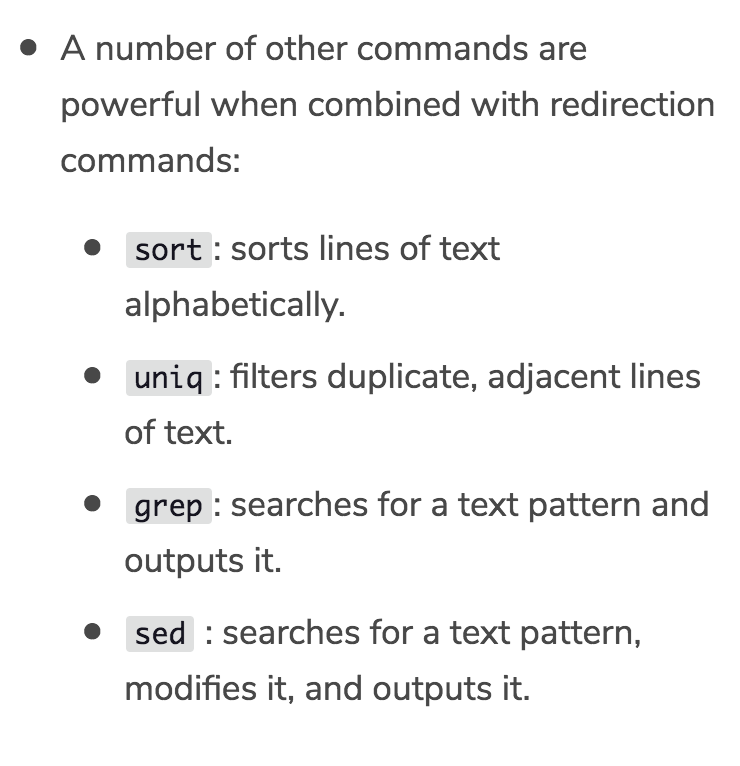 • A number of other commands are
powerful when combined with redirection
commands:
• sort: sorts lines of text
alphabetically.
• uniq: filters duplicate, adjacent lines
of text.
• grep: searches for a text pattern and
outputs it.
• sed : searches for a text pattern,
modifies it, and outputs it.